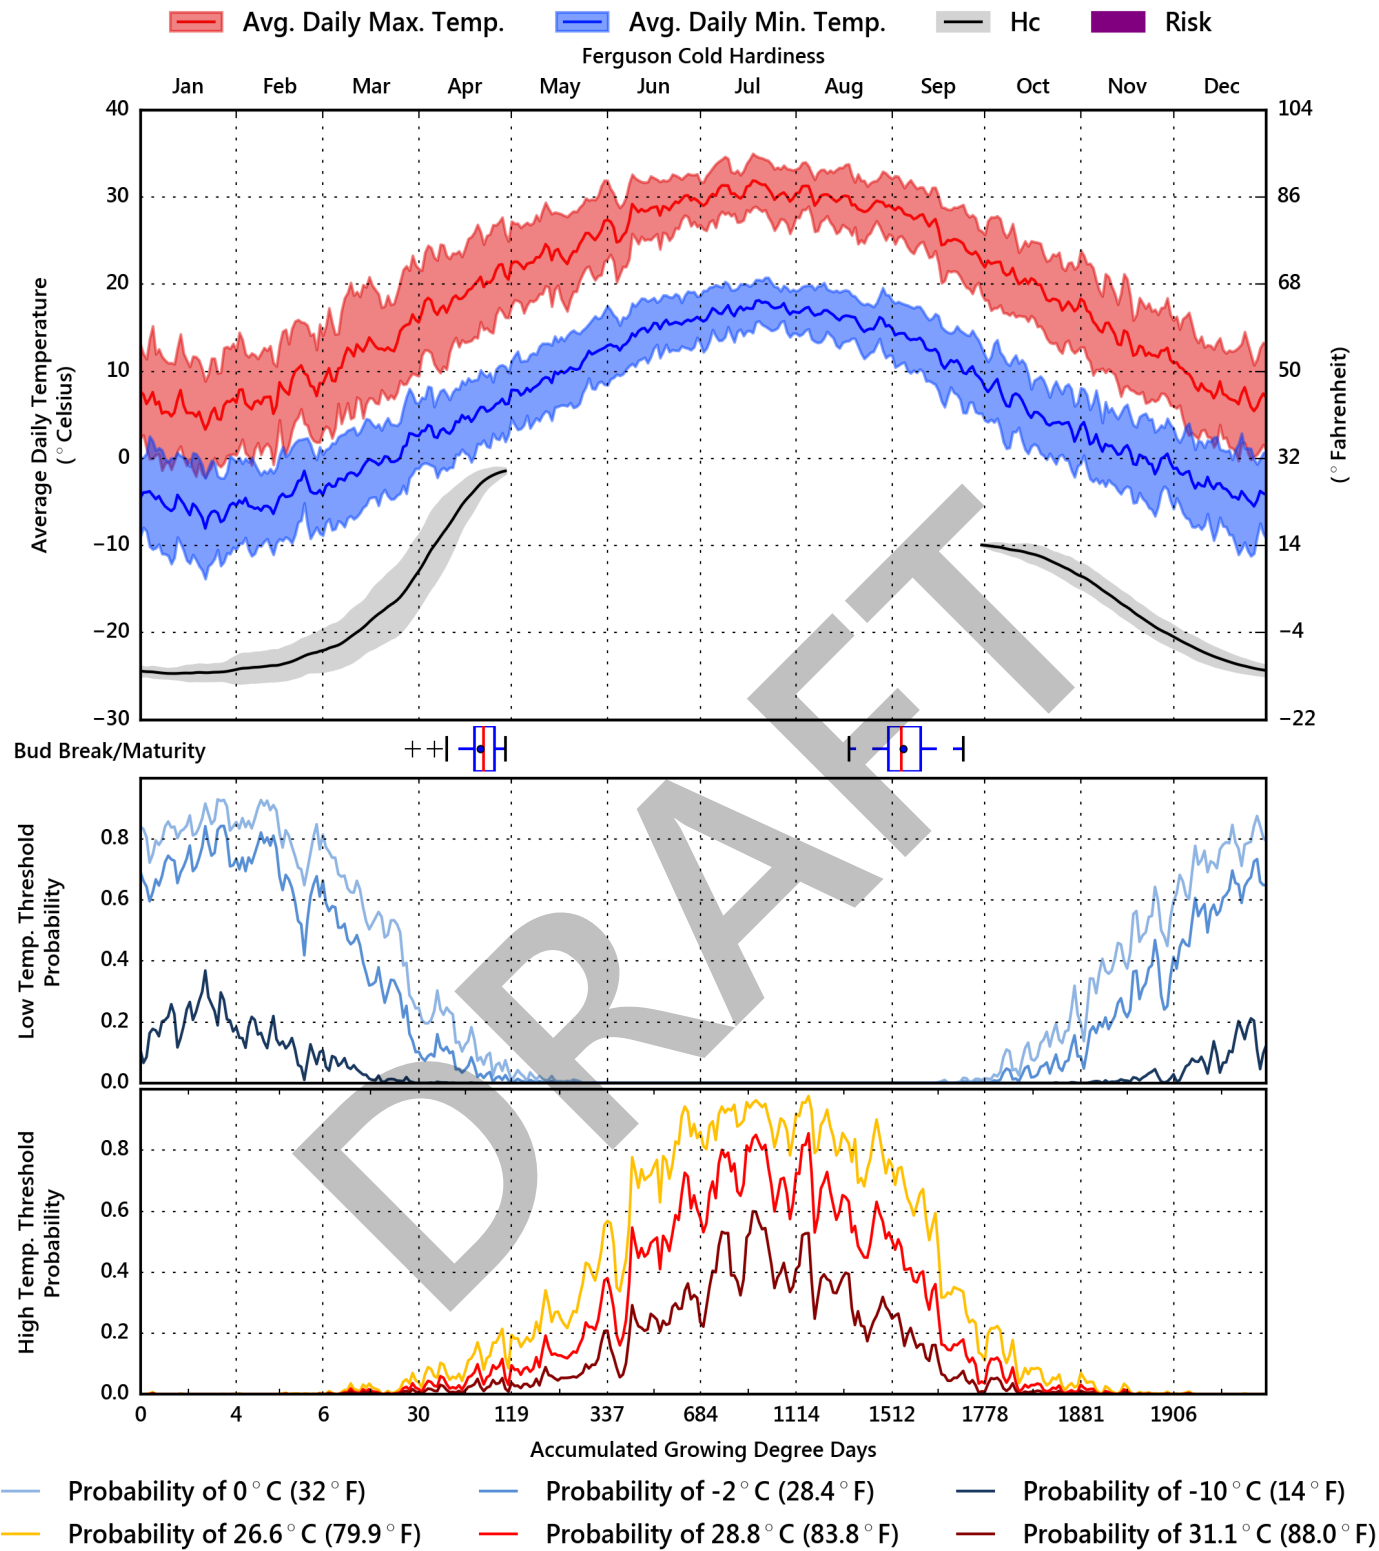 Avg. Daily Max. Temp. Avg. Daily Min. Temp. Hc Risk
Ferguson Cold Hardiness
Jan Feb Mar Apr May Jun Jul Aug Sep Oct Nov Dec
40 104
30 86
20 68
10 50
0 32
−10 14
−20 −4
−30 −22
Average Daily Temperature
(°Celsius)
(°Fahrenheit)
Bud Break/Maturity
0.8
0.6
0.4
0.2
0.0
Low Temp. Threshold
Probability
0.8
0.6
0.4
0.2
0.0
High Temp. Threshold
Probability
0 4 6 30 119 337 684 1114 1512 1778 1881 1906
Accumulated Growing Degree Days
Probability of 0°C (32°F) Probability of -2°C (28.4°F) Probability of -10°C (14°F)
Probability of 26.6°C (79.9°F) Probability of 28.8°C (83.8°F) Probability of 31.1°C (88.0°F)
DRAFT